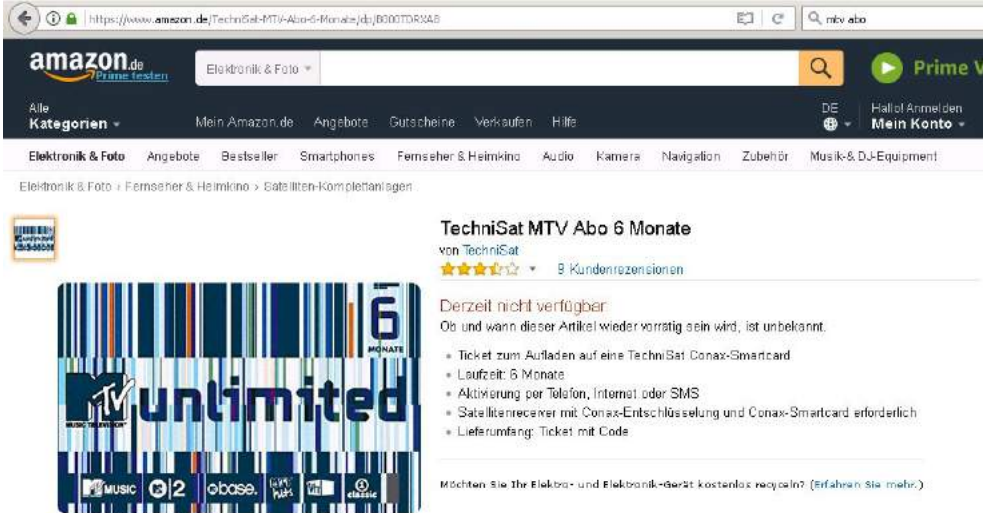 https://www.amazon.de/TechniSat-MTV-Abo-6-Monate/dp/B000TDRXA8
mtv abo
amazon.de
Prime testen
Elektronik & Foto
Prime V
Alle
Kategorien
Mein Amazon.de Angebote Gutscheine Verkaufen Hilfe
DE
Hallo! Anmelden
Mein Konto
Elektronik & Foto Angebote Bestseller Smartphones Fernseher & Heimkino Audio Kamera Navigation Zubehör Musik-& DJ-Equipment
Elektronik & Foto › Fernseher & Heimkino › Satelliten-Komplettanlagen
TechniSat MTV Abo 6 Monate
von TechniSat
9 Kundenrezensionen
Derzeit nicht verfügbar.
Ob und wann dieser Artikel wieder vorrätig sein wird, ist unbekannt.
Ticket zum Aufladen auf eine TechniSat Conax-Smartcard
Laufzeit: 6 Monate
Aktivierung per Telefon, Internet oder SMS
Satellitenreceiver mit Conax-Entschlüsselung und Conax-Smartcard erforderlich
Lieferumfang: Ticket mit Code
Möchten Sie Ihr Elektro- und Elektronik-Gerät kostenlos recyceln? (Erfahren Sie mehr.)
6
MONATE
MTV unlimited
MUSIC TELEVISION
MUSIC 2 base. hits VH1 classic